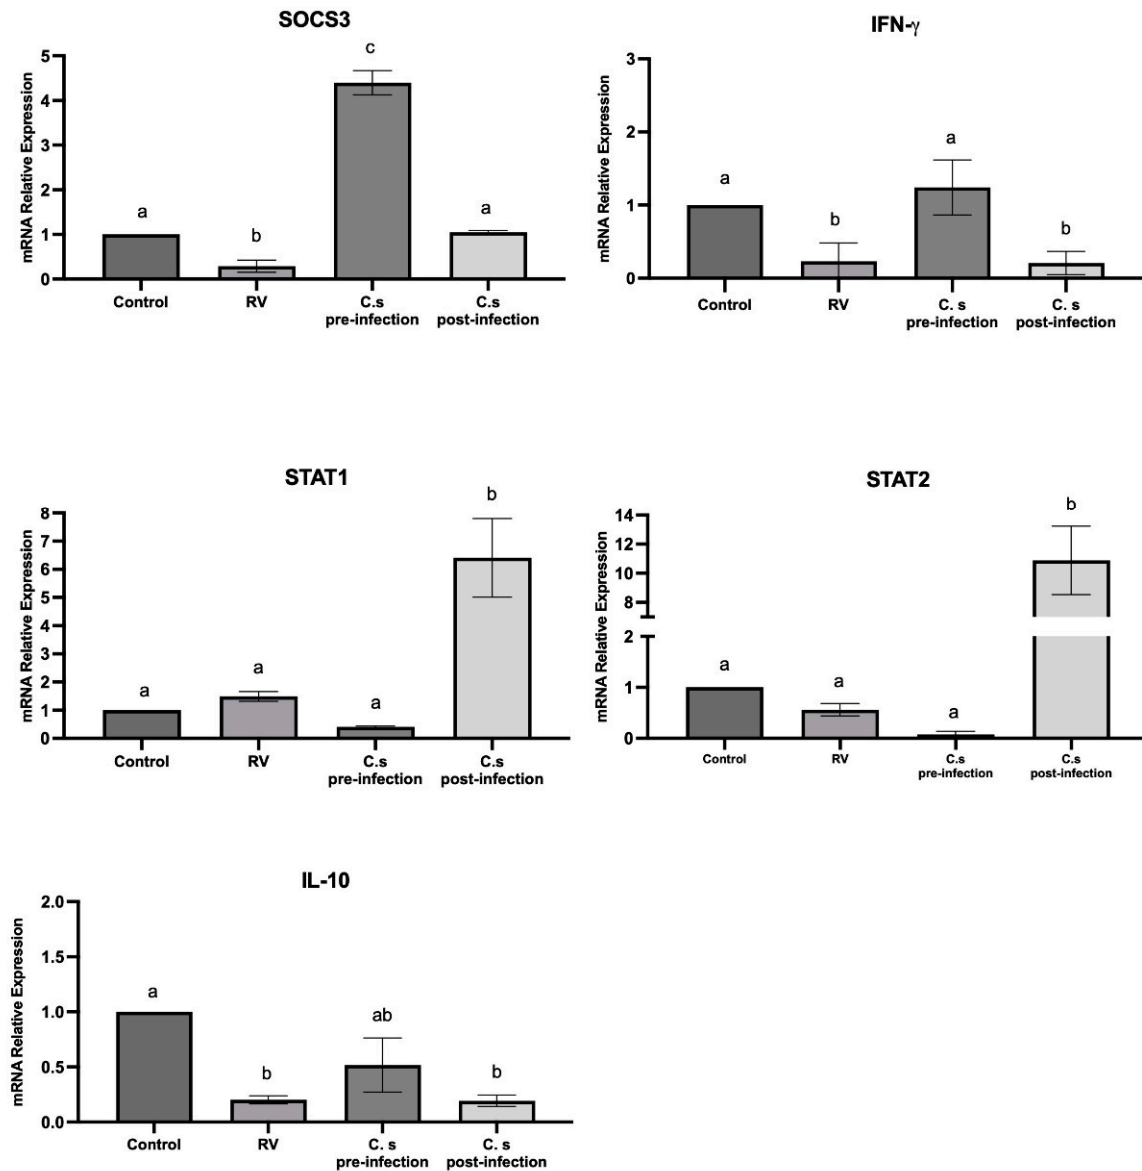 SOCS3
mRNA Relative Expression
5
4
3
2
1
0
a
b
c
a
Control
RV
C.s
pre-infection
C.s
post-infection
IFN-γ
mRNA Relative Expression
3
2
1
0
a
b
a
b
Control
RV
C. s
pre-infection
C. s
post-infection
STAT1
mRNA Relative Expression
8
7
6
5
4
3
2
1
0
a
a
a
b
Control
RV
C.s
pre-infection
C.s
post-infection
STAT2
mRNA Relative Expression
14
12
10
8
2
1
0
a
a
a
b
Control
RV
C.s
pre-infection
C.s
post-infection
IL-10
mRNA Relative Expression
2.0
1.5
1.0
0.5
0.0
a
b
ab
b
Control
RV
C. s
pre-infection
C. s
post-infection